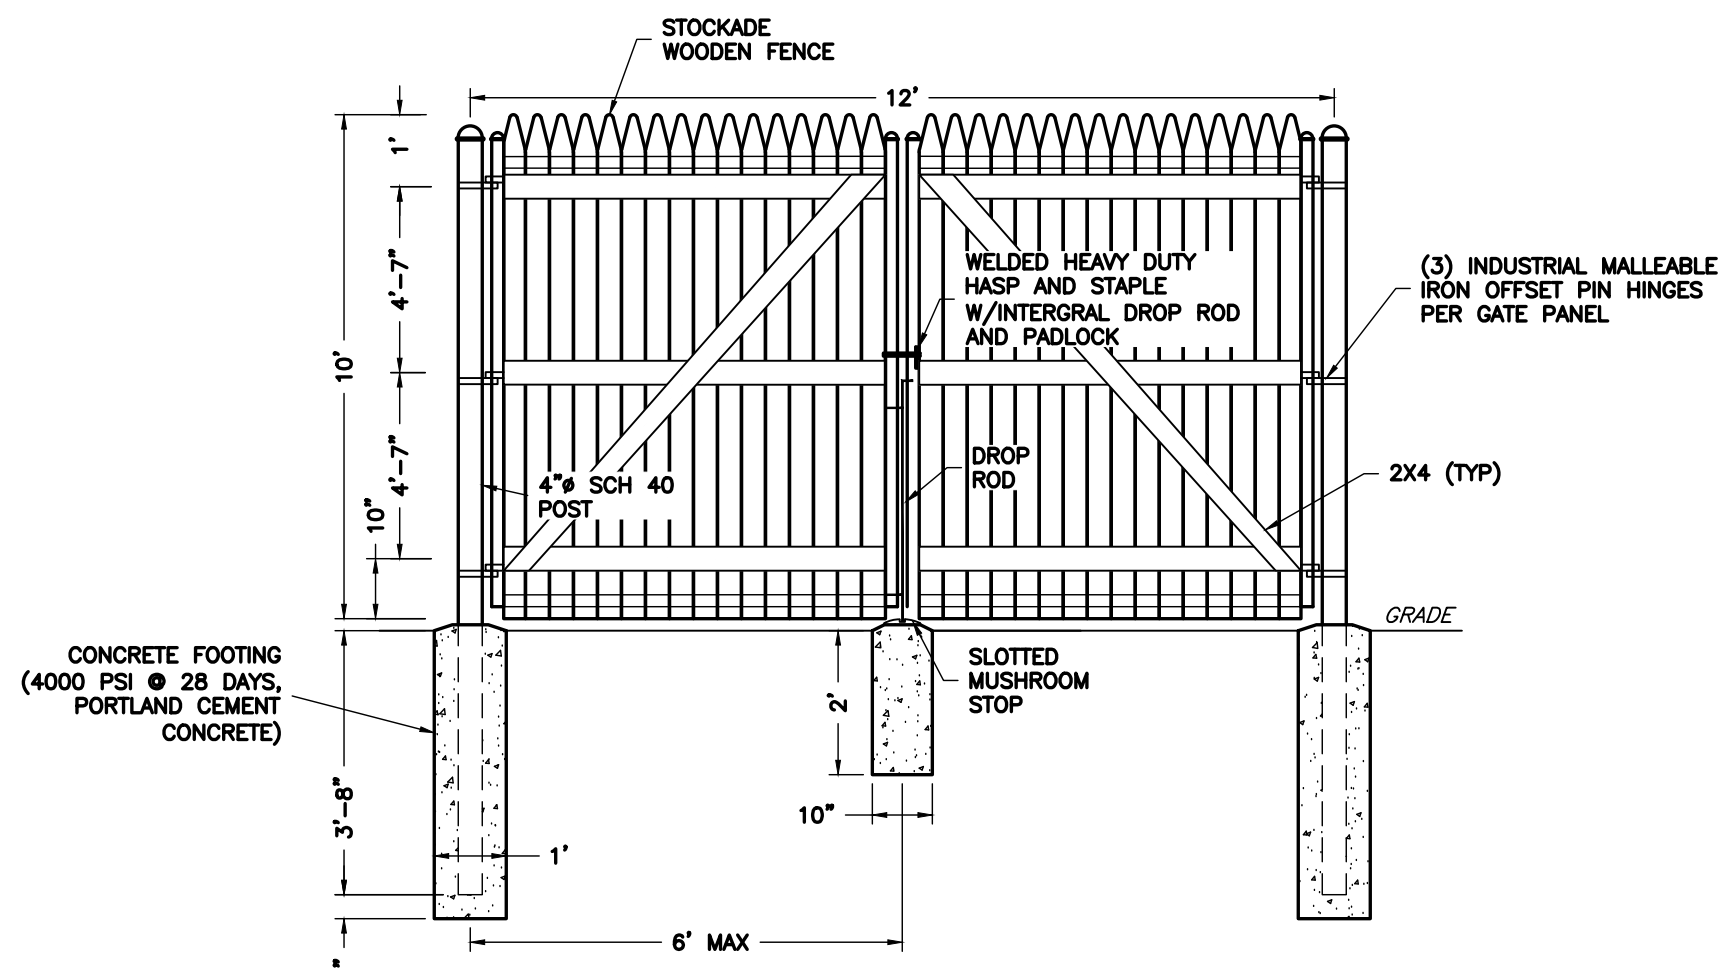 STOCKADE
WOODEN FENCE
12'
1'
10'
4'-7"
4'-7"
10"
WELDED HEAVY DUTY
HASP AND STAPLE
W/INTERGRAL DROP ROD
AND PADLOCK
(3) INDUSTRIAL MALLEABLE
IRON OFFSET PIN HINGES
PER GATE PANEL
DROP
ROD
2X4 (TYP)
4"ø SCH 40
POST
GRADE
CONCRETE FOOTING
(4000 PSI @ 28 DAYS,
PORTLAND CEMENT
CONCRETE)
SLOTTED
MUSHROOM
STOP
2'
3'-8"
10"
1'
6' MAX